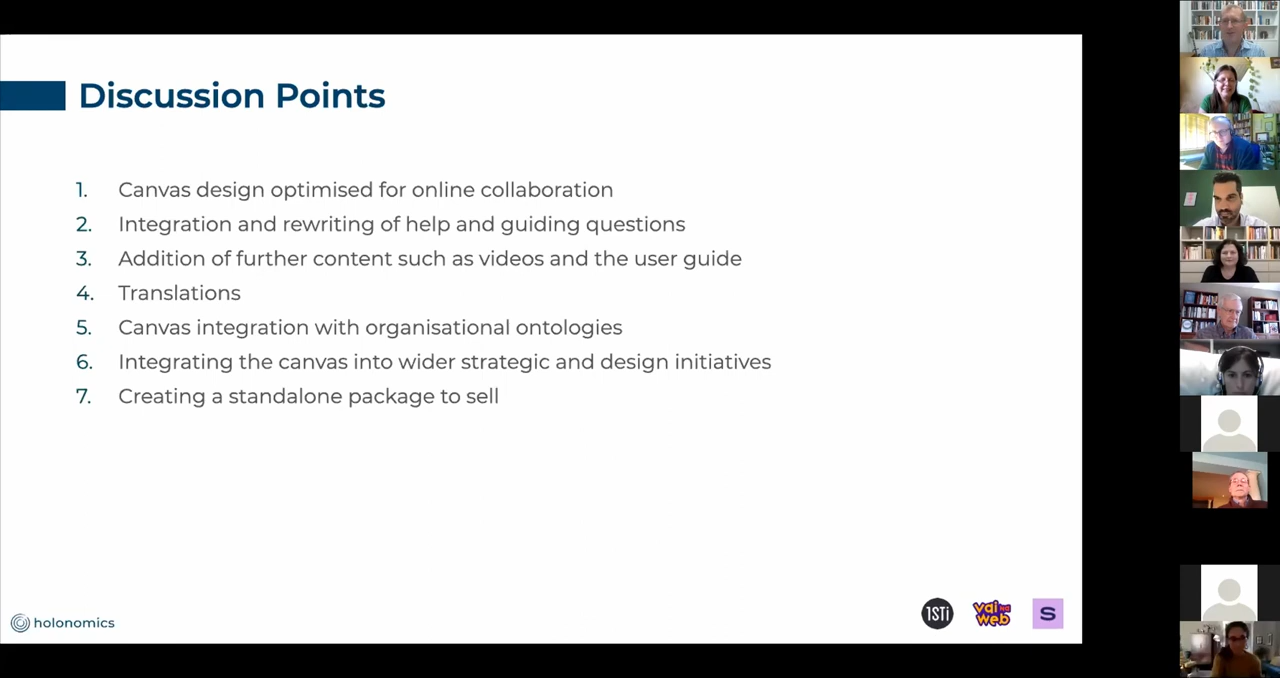 Discussion Points
1. Canvas design optimised for online collaboration
2. Integration and rewriting of help and guiding questions
3. Addition of further content such as videos and the user guide
4. Translations
5. Canvas integration with organisational ontologies
6. Integrating the canvas into wider strategic and design initiatives
7. Creating a standalone package to sell
holonomics
1STi
vai na web
S